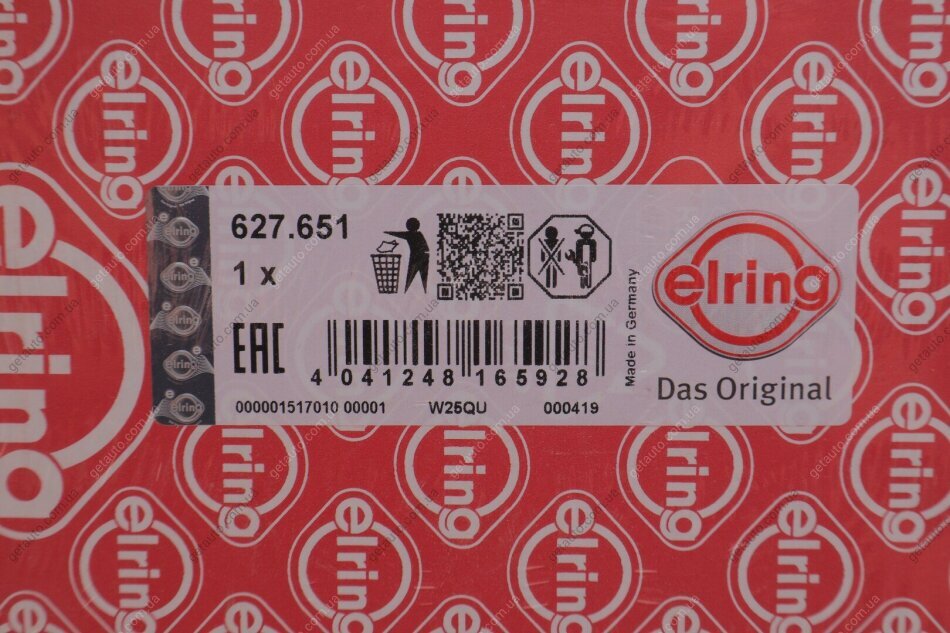 627.651
1 x
EAC
4 041248 165928
000001517010 00001 W25QU 000419
Made in Germany
elring
Das Original